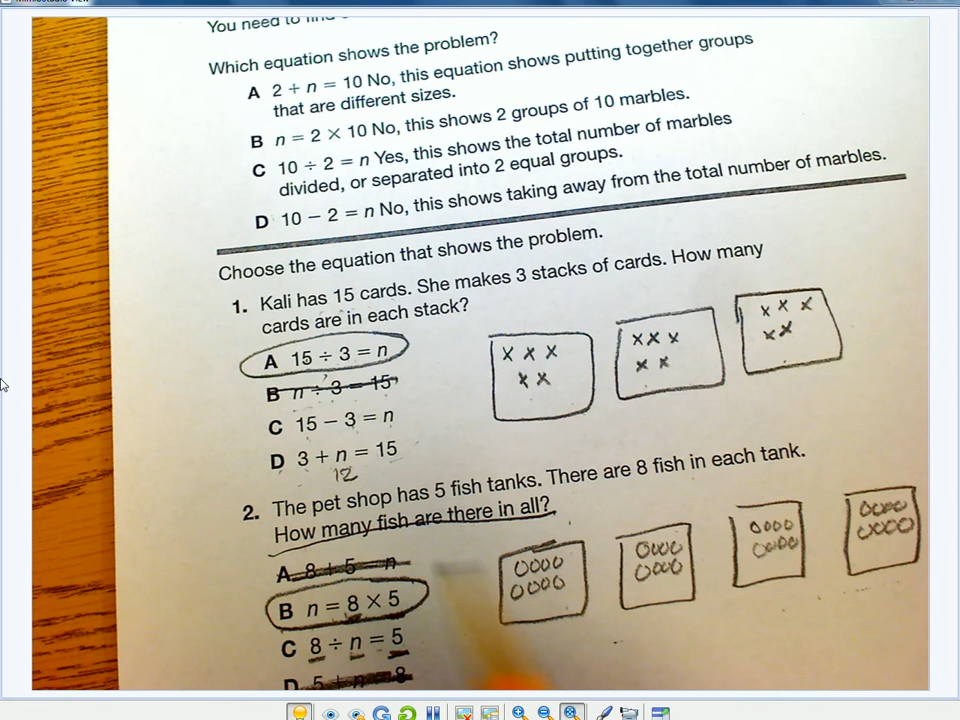 You need to
Which equation shows the problem?
A 2 + n = 10 No, this equation shows putting together groups
that are different sizes.
B n = 2 × 10 No, this shows 2 groups of 10 marbles.
C 10 ÷ 2 = n Yes, this shows the total number of marbles
divided, or separated into 2 equal groups.
D 10 − 2 = n No, this shows taking away from the total number of marbles.
Choose the equation that shows the problem.
1. Kali has 15 cards. She makes 3 stacks of cards. How many
cards are in each stack?
A 15 ÷ 3 = n
B n ÷ 3 = 15
C 15 − 3 = n
D 3 + n = 15
12
2. The pet shop has 5 fish tanks. There are 8 fish in each tank.
How many fish are there in all?
A 8 + 5 = n
B n = 8 × 5
C 8 ÷ n = 5
D 5 + n = 8